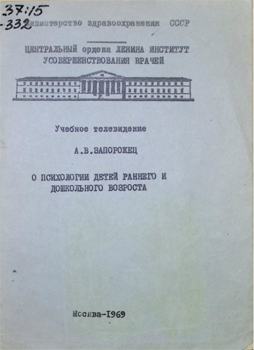 37:15
-332
Министерство здравоохранения СССР
ЦЕНТРАЛЬНЫЙ ордена ЛЕНИНА ИНСТИТУТ
УСОВЕРШЕНСТВОВАНИЯ ВРАЧЕЙ
Учебное телевидение
А.В.ЗАПОРОЖЕЦ
О ПСИХОЛОГИИ ДЕТЕЙ РАННЕГО И
ДОШКОЛЬНОГО ВОЗРОСТА
Москва-1969